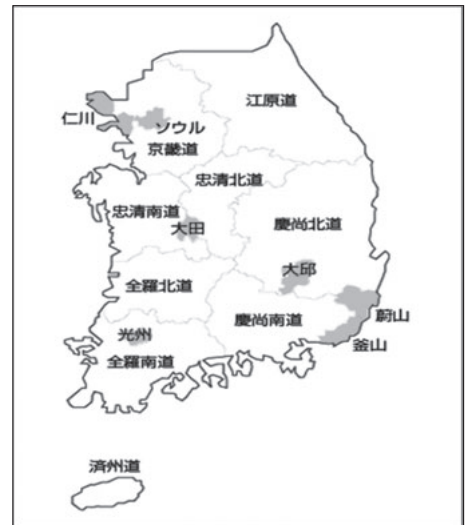 江原道
仁川
ソウル
京畿道
忠清北道
忠清南道
大田
慶尚北道
大邱
全羅北道
慶尚南道
蔚山
釜山
光州
全羅南道
済州道